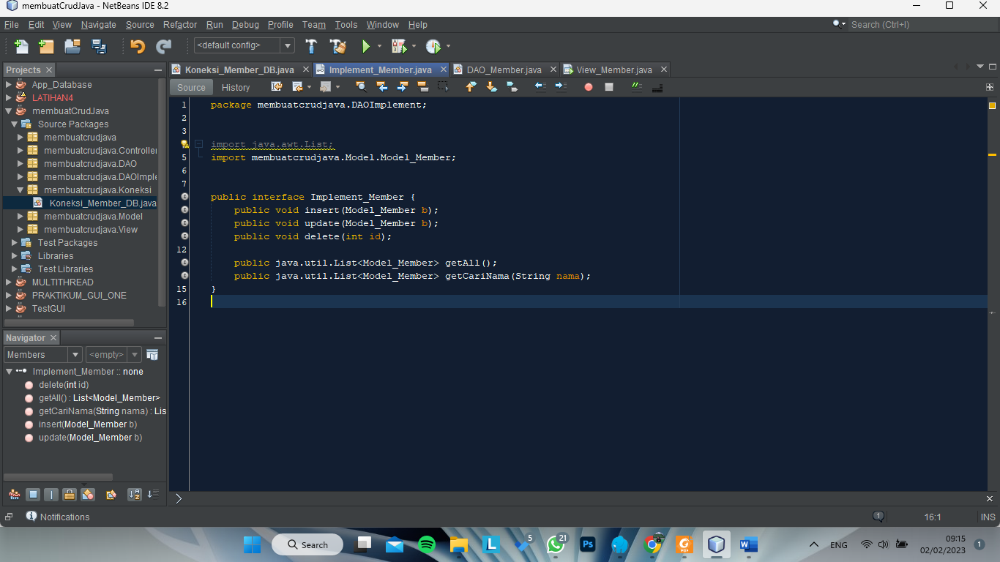 membuatCrudJava - NetBeans IDE 8.2
File Edit View Navigate Source Refactor Run Debug Profile Team Tools Window Help
Search (Ctrl+I)
<default config>
Projects
App_Database
LATIHAN4
membuatCrudJava
Source Packages
membuatcrudjava
membuatcrudjava.Controller
membuatcrudjava.DAO
membuatcrudjava.DAOImple
membuatcrudjava.Koneksi
Koneksi_Member_DB.java
membuatcrudjava.Model
membuatcrudjava.View
Test Packages
Libraries
Test Libraries
MULTITHREAD
PRAKTIKUM_GUI_ONE
TestGUI
Koneksi_Member_DB.java Implement_Member.java DAO_Member.java View_Member.java
Source History
1 package membuatcrudjava.DAOImplement;
2
3
import java.awt.List;
5 import membuatcrudjava.Model.Model_Member;
6
7
public interface Implement_Member {
public void insert(Model_Member b);
public void update(Model_Member b);
public void delete(int id);
12
public java.util.List<Model_Member> getAll();
public java.util.List<Model_Member> getCariNama(String nama);
15 }
16
Navigator
Members <empty>
Implement_Member :: none
delete(int id)
getAll() : List<Model_Member>
getCariNama(String nama) : Lis
insert(Model_Member b)
update(Model_Member b)
Notifications
1
16:1 INS
Search
L
5
21
Ps
PDF
W
ENG
09:15
02/02/2023
1